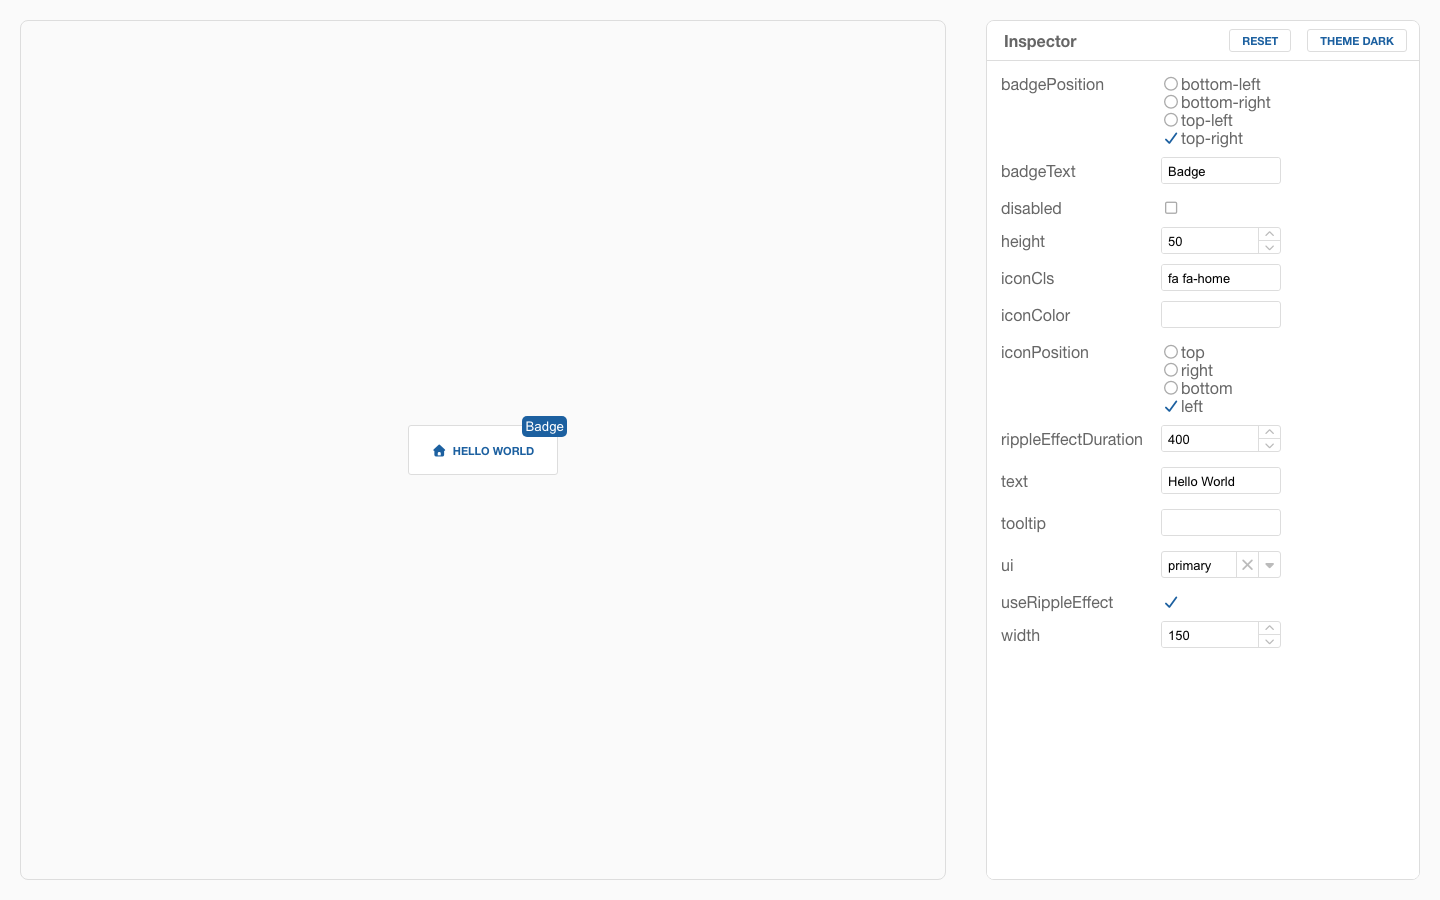 Badge
HELLO WORLD
Inspector
RESET
THEME DARK
badgePosition
bottom-left
bottom-right
top-left
top-right
badgeText
Badge
disabled
height
50
iconCls
fa fa-home
iconColor
iconPosition
top
right
bottom
left
rippleEffectDuration
400
text
Hello World
tooltip
ui
primary
useRippleEffect
width
150